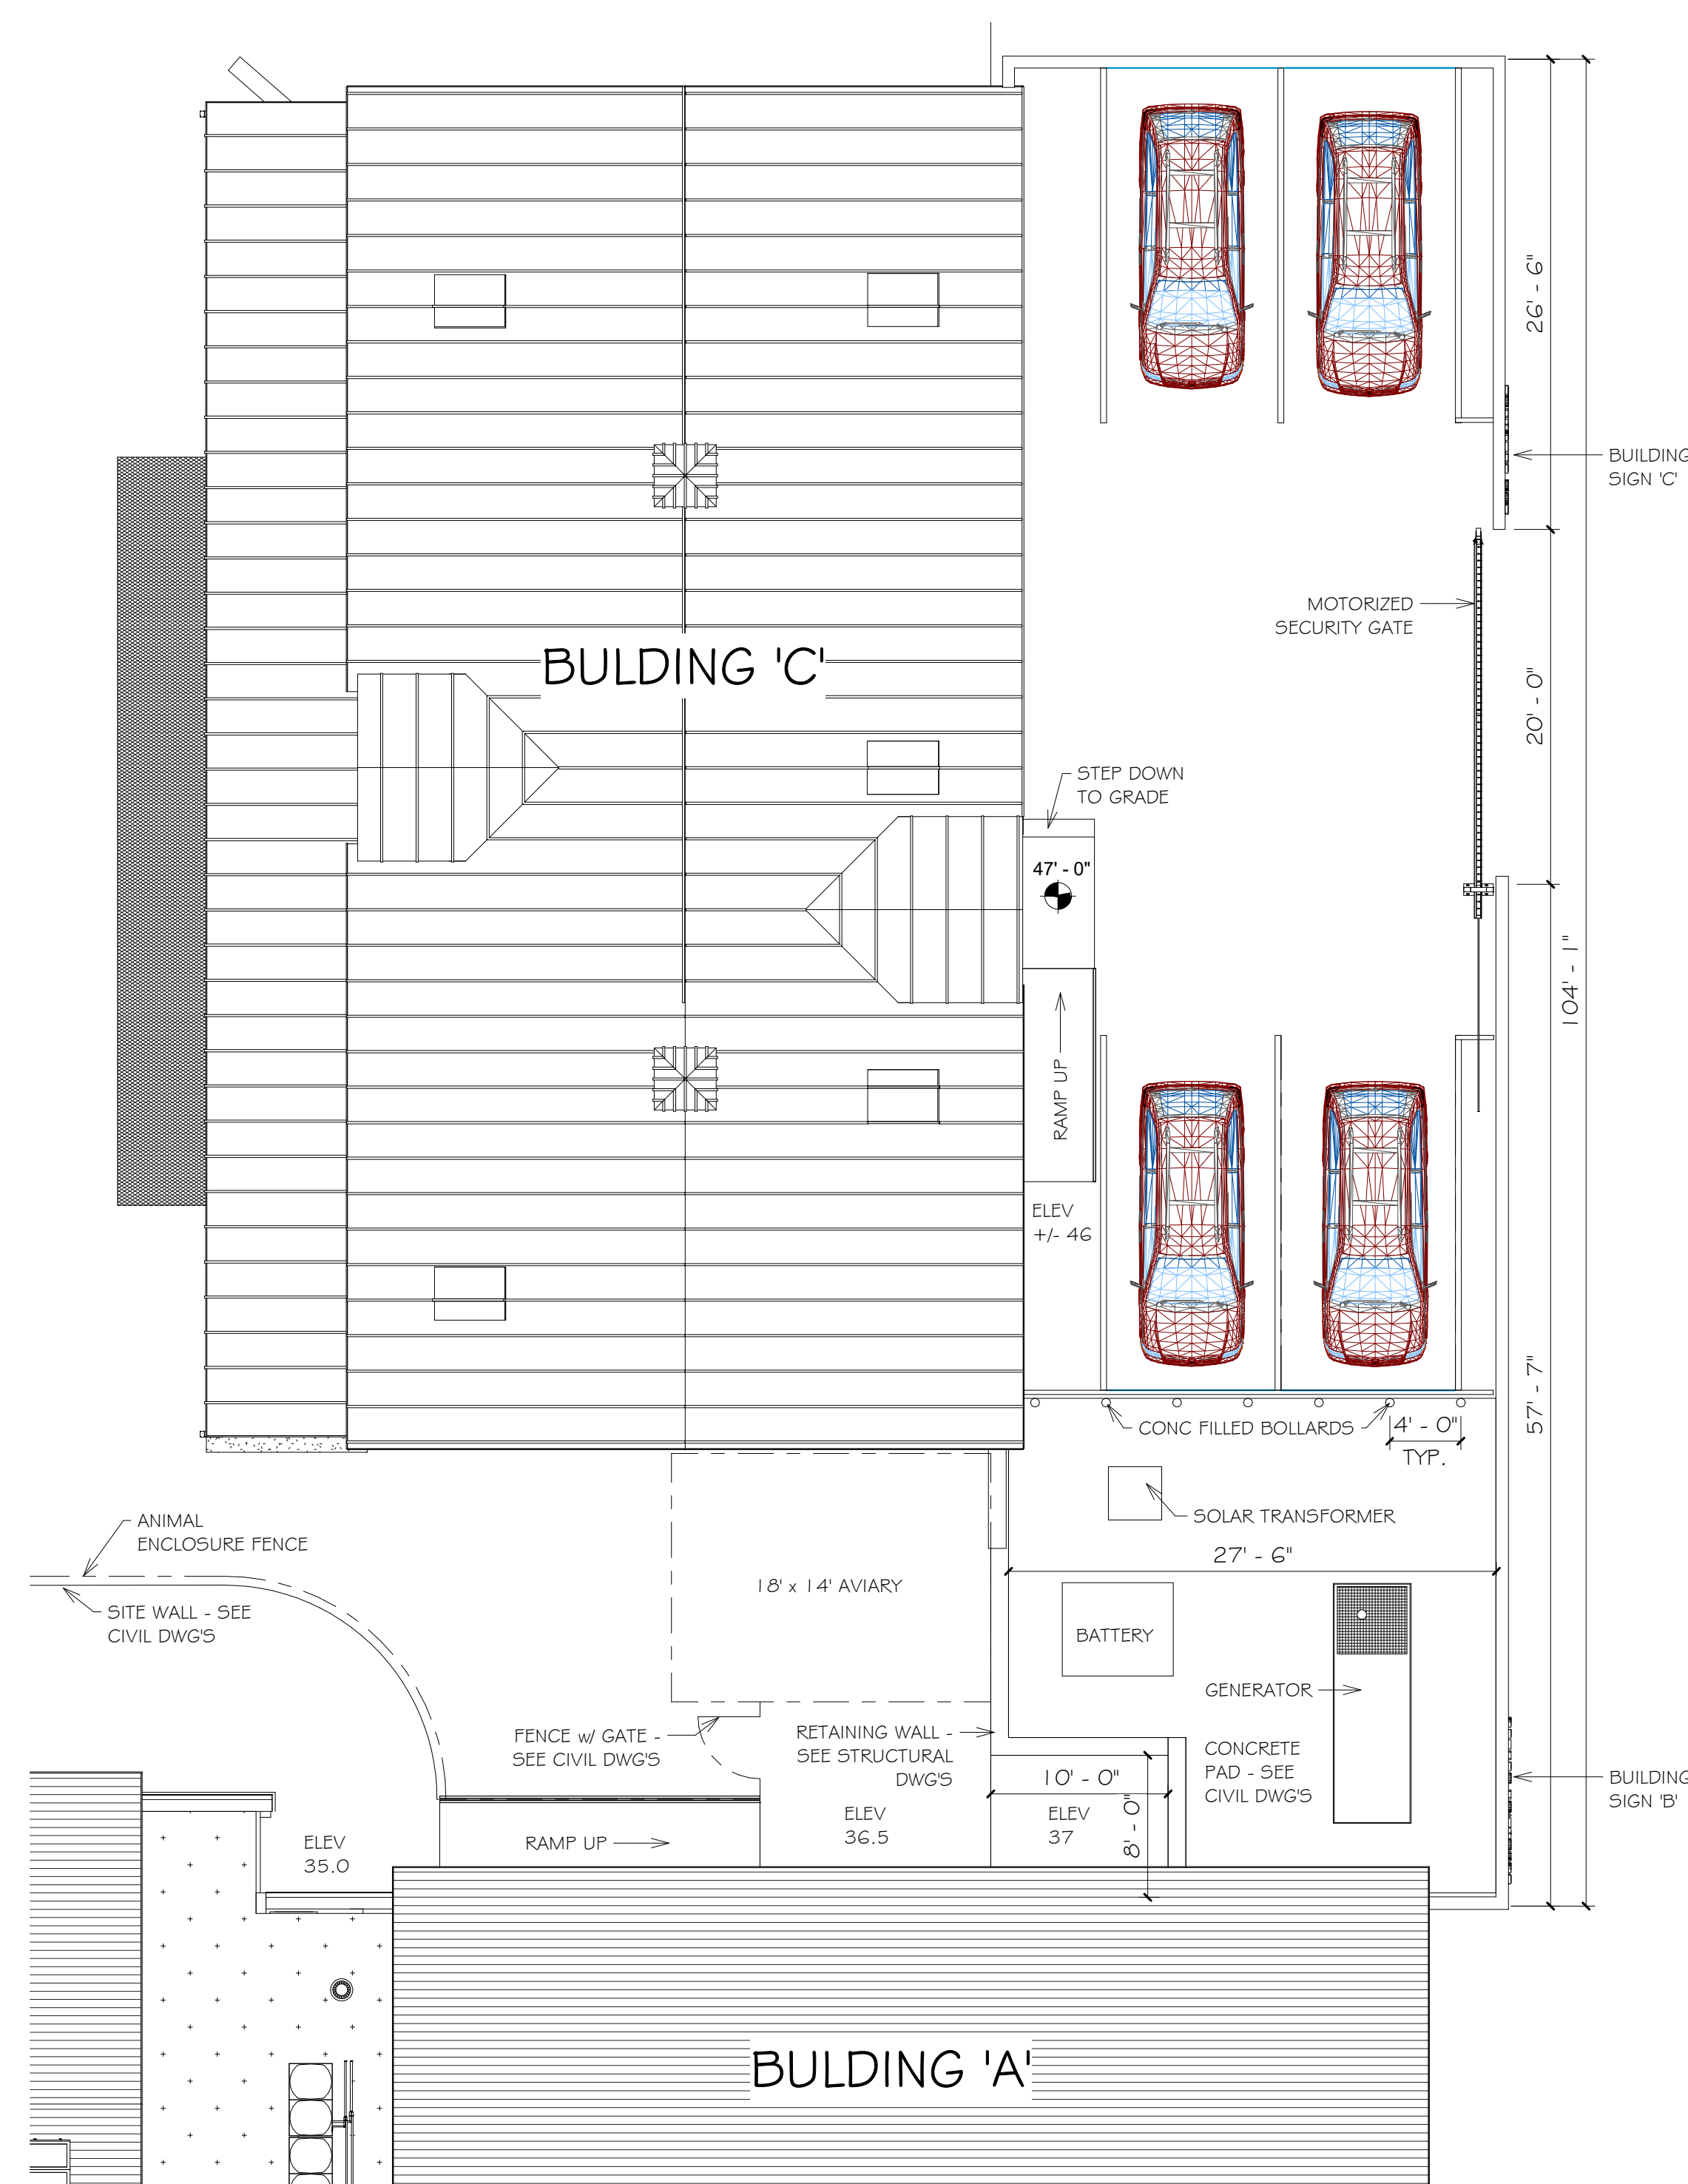 26' - 6"
BUILDING
SIGN 'C'
MOTORIZED
SECURITY GATE
BULDING 'C'
20' - 0"
STEP DOWN
TO GRADE
47' - 0"
104' - 1"
RAMP UP
ELEV
+/- 46
57' - 7"
CONC FILLED BOLLARDS
4' - 0"
TYP.
SOLAR TRANSFORMER
ANIMAL
ENCLOSURE FENCE
27' - 6"
18' x 14' AVIARY
SITE WALL - SEE
CIVIL DWG'S
BATTERY
GENERATOR
FENCE w/ GATE -
SEE CIVIL DWG'S
RETAINING WALL -
SEE STRUCTURAL
DWG'S
CONCRETE
PAD - SEE
CIVIL DWG'S
10' - 0"
BUILDING
SIGN 'B'
ELEV
36.5
ELEV
37
8' - 0"
RAMP UP
ELEV
35.0
BULDING 'A'